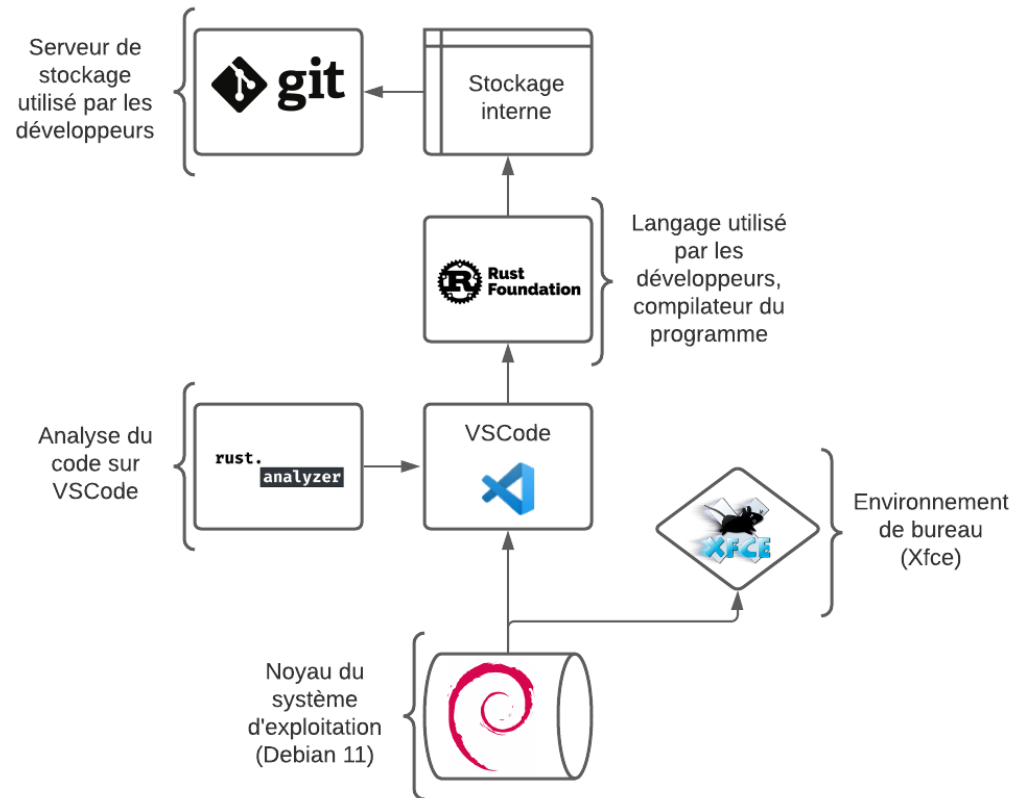 Serveur de
stockage
utilisé par les
développeurs
git
Stockage
interne
Rust
Foundation
Langage utilisé
par les
développeurs,
compilateur du
programme
Analyse du
code sur
VSCode
rust.
analyzer
VSCode
XFCE
Environnement
de bureau
(Xfce)
Noyau du
système
d'exploitation
(Debian 11)